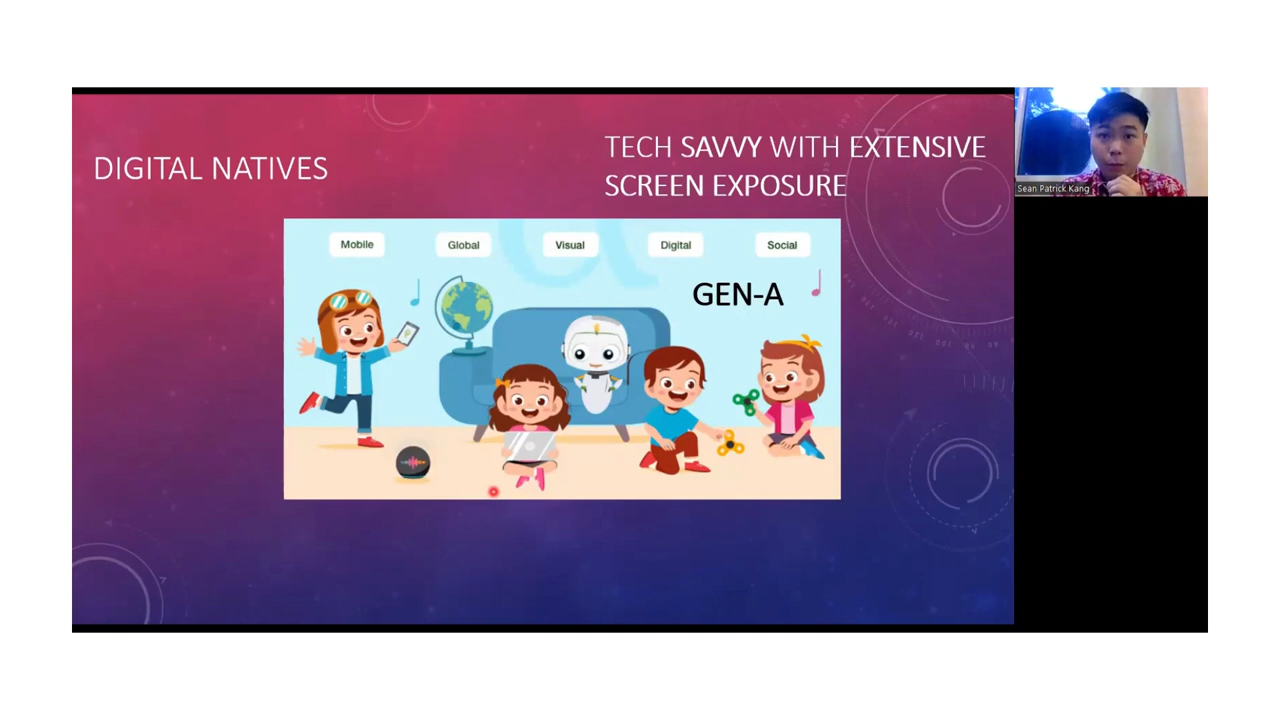 DIGITAL NATIVES
TECH SAVVY WITH EXTENSIVE
SCREEN EXPOSURE
Mobile
Global
Visual
Digital
Social
GEN-A
Sean Patrick Kang